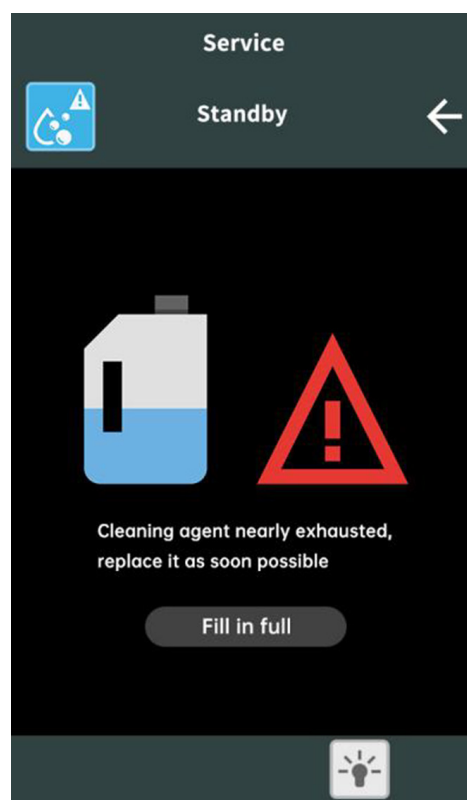 Service
Standby
Cleaning agent nearly exhausted,
replace it as soon possible
Fill in full